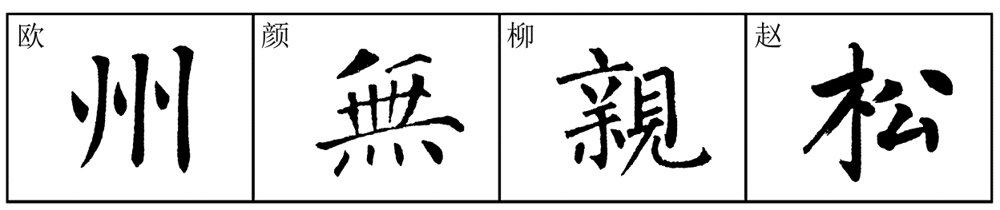 欧 颜 柳 赵
州 無 親 松